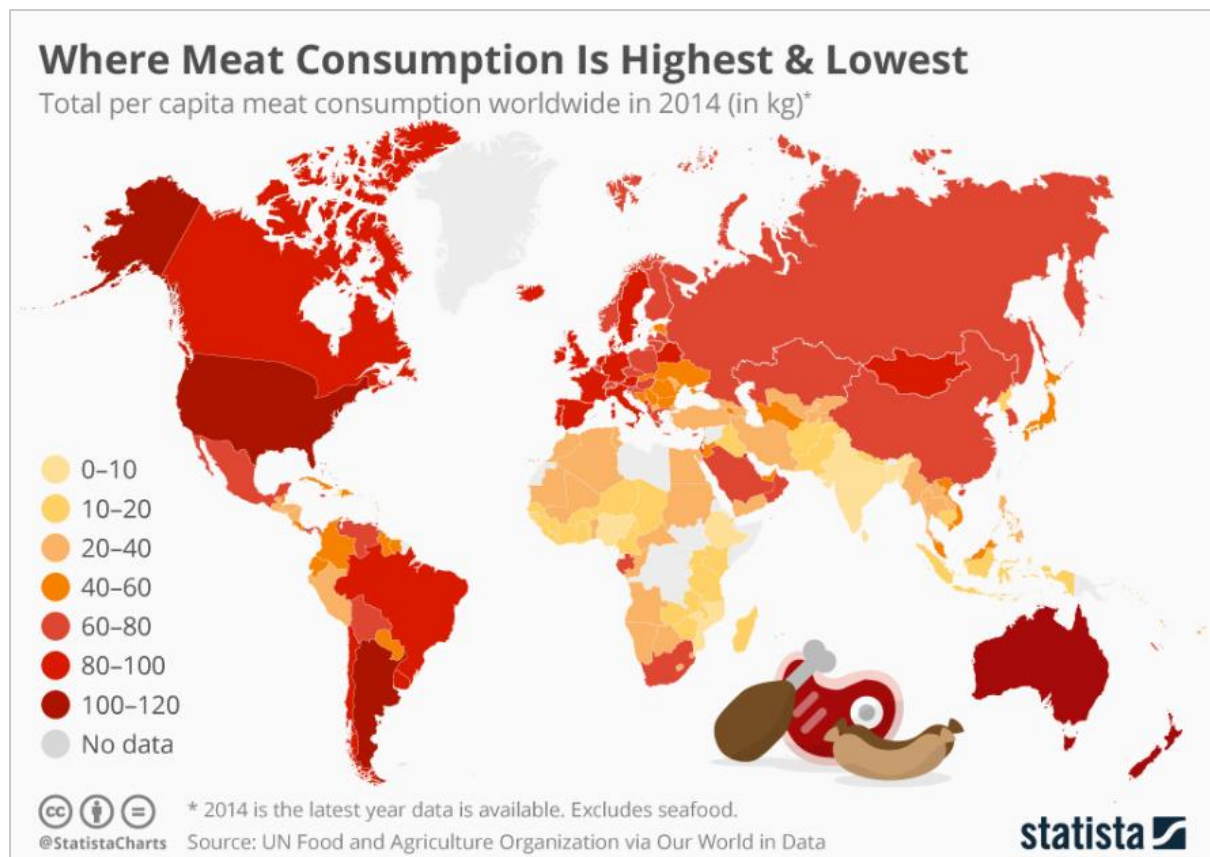 Where Meat Consumption Is Highest & Lowest
Total per capita meat consumption worldwide in 2014 (in kg)*
0–10
10–20
20–40
40–60
60–80
80–100
100–120
No data
cc
* 2014 is the latest year data is available. Excludes seafood.
@StatistaCharts Source: UN Food and Agriculture Organization via Our World in Data
statista